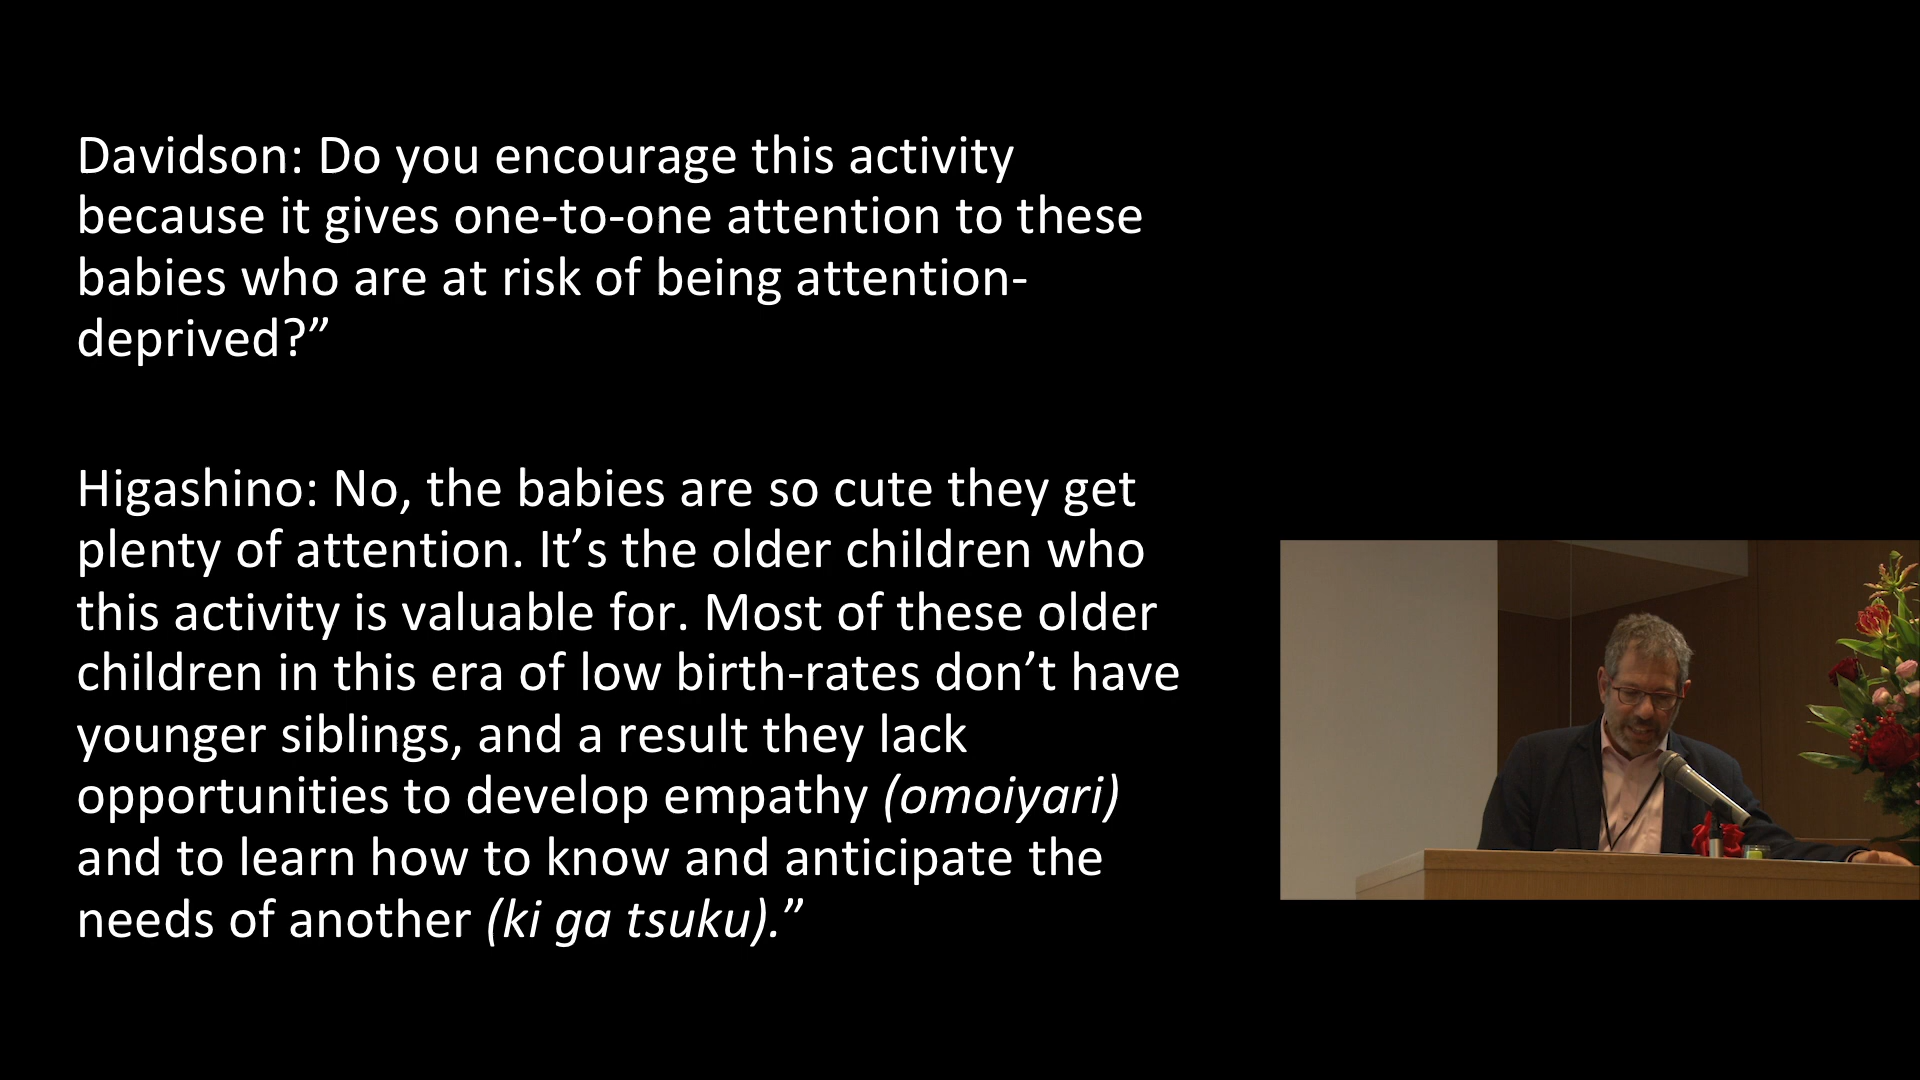 Davidson: Do you encourage this activity
because it gives one-to-one attention to these
babies who are at risk of being attention-
deprived?”
Higashino: No, the babies are so cute they get
plenty of attention. It’s the older children who
this activity is valuable for. Most of these older
children in this era of low birth-rates don’t have
younger siblings, and a result they lack
opportunities to develop empathy (omoiyari)
and to learn how to know and anticipate the
needs of another (ki ga tsuku).”